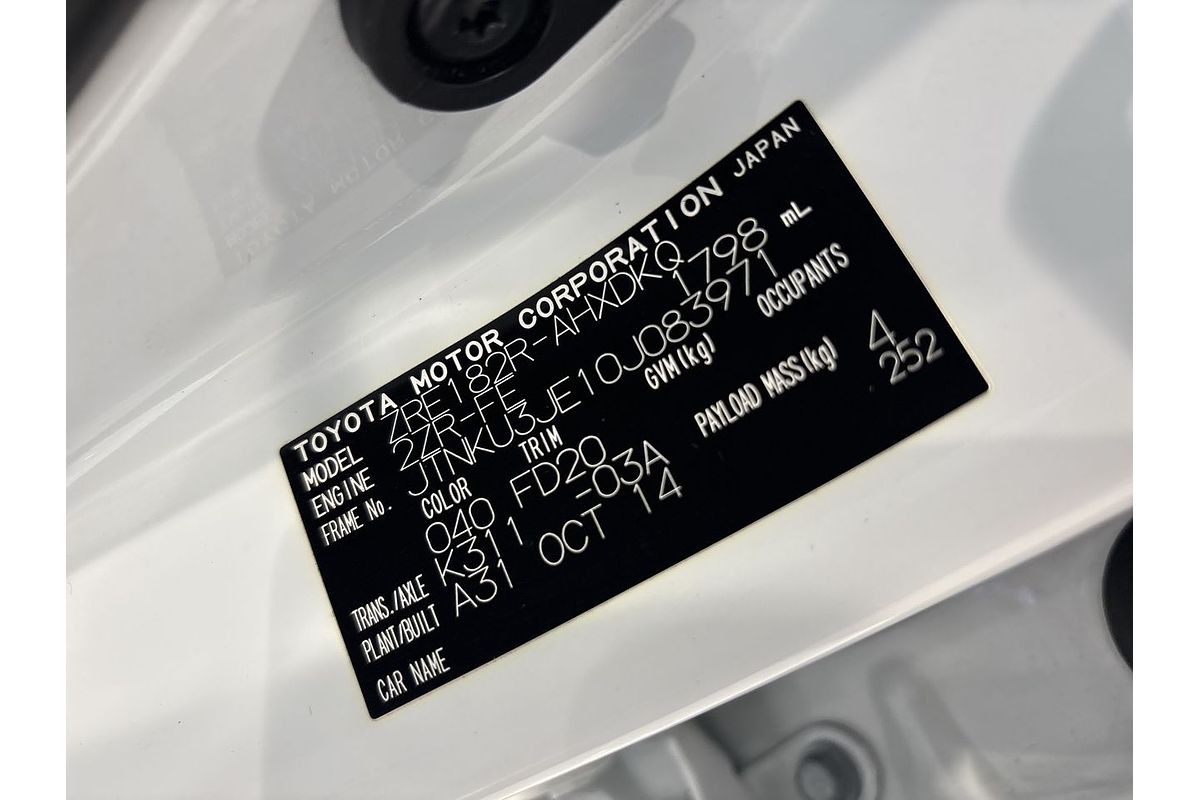 TOYOTA MOTOR CORPORATION JAPAN
MODEL ZRE182R-AHXDKQ
ENGINE 2ZR-FE 1798 mL
FRAME No. JTNKU3JE10J083971
COLOR TRIM GVM(kg) OCCUPANTS
040 FD20 4
TRANS./AXLE K311 -03A PAYLOAD MASS(kg) 252
PLANT/BUILT A31 OCT 14
CAR NAME